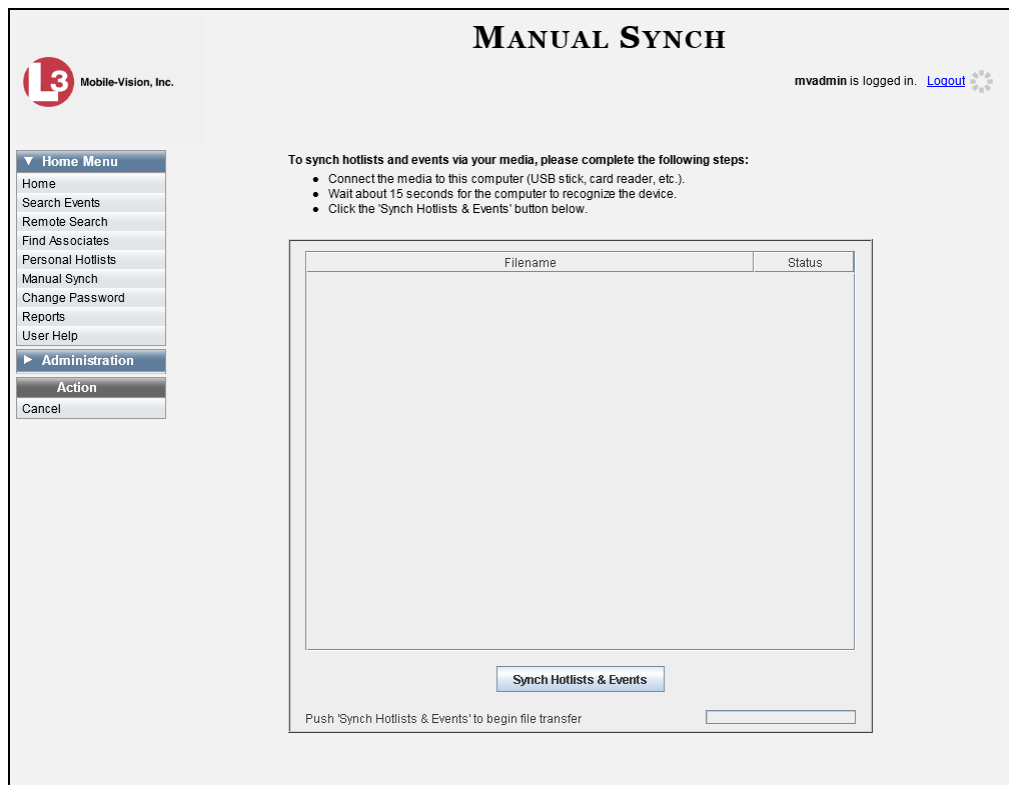 MANUAL SYNCH
L3 Mobile-Vision, Inc.
mvadmin is logged in. Logout
▼ Home Menu
Home
Search Events
Remote Search
Find Associates
Personal Hotlists
Manual Synch
Change Password
Reports
User Help
► Administration
Action
Cancel
To synch hotlists and events via your media, please complete the following steps:
● Connect the media to this computer (USB stick, card reader, etc.).
● Wait about 15 seconds for the computer to recognize the device.
● Click the 'Synch Hotlists & Events' button below.
Filename Status
Synch Hotlists & Events
Push 'Synch Hotlists & Events' to begin file transfer